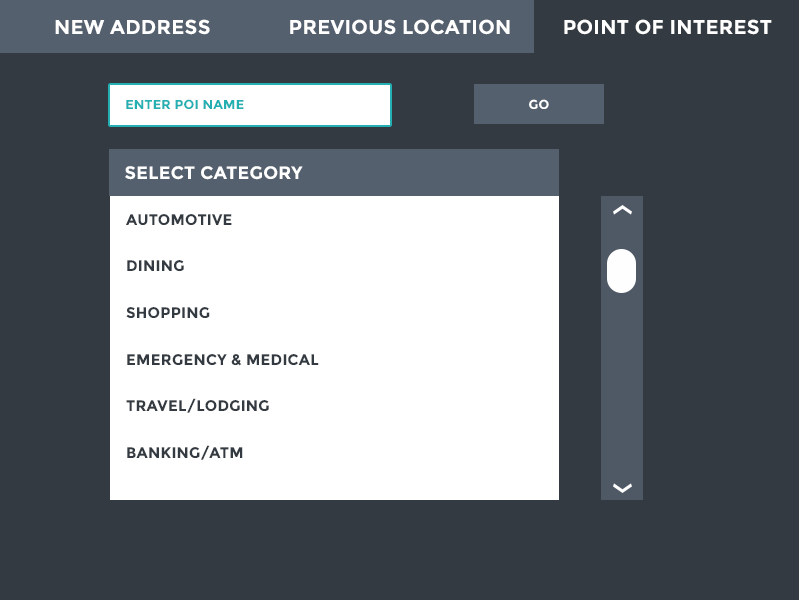 NEW ADDRESS
PREVIOUS LOCATION
POINT OF INTEREST
ENTER POI NAME
GO
SELECT CATEGORY
AUTOMOTIVE
DINING
SHOPPING
EMERGENCY & MEDICAL
TRAVEL/LODGING
BANKING/ATM